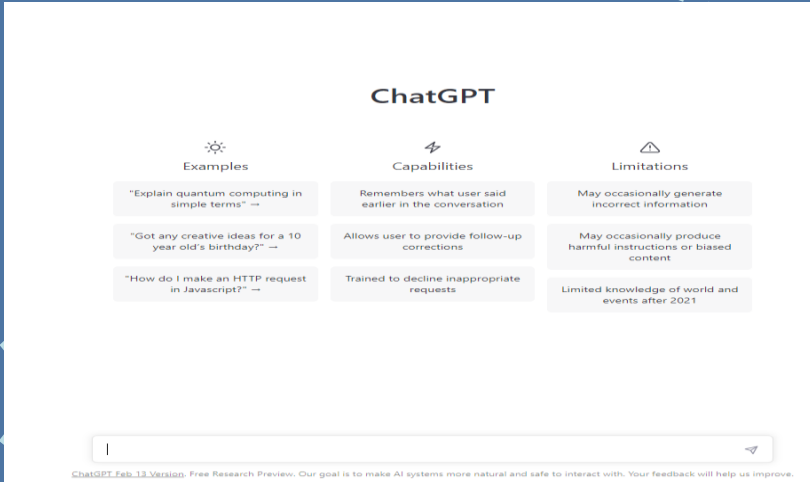 ChatGPT
Examples
"Explain quantum computing in
simple terms" →
"Got any creative ideas for a 10
year old's birthday?" →
"How do I make an HTTP request
in Javascript?" →
Capabilities
Remembers what user said
earlier in the conversation
Allows user to provide follow-up
corrections
Trained to decline inappropriate
requests
Limitations
May occasionally generate
incorrect information
May occasionally produce
harmful instructions or biased
content
Limited knowledge of world and
events after 2021
ChatGPT Feb 13 Version. Free Research Preview. Our goal is to make AI systems more natural and safe to interact with. Your feedback will help us improve.